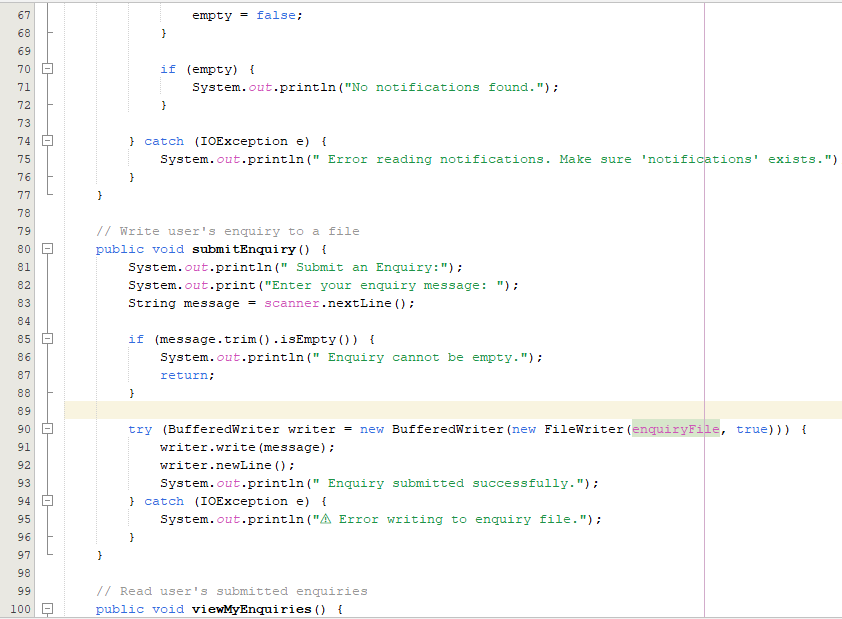 67 empty = false;
68 }
69
70 if (empty) {
71 System.out.println("No notifications found.");
72 }
73
74 } catch (IOException e) {
75 System.out.println(" Error reading notifications. Make sure 'notifications' exists.")
76 }
77 }
78
79 // Write user's enquiry to a file
80 public void submitEnquiry() {
81 System.out.println(" Submit an Enquiry:");
82 System.out.print("Enter your enquiry message: ");
83 String message = scanner.nextLine();
84
85 if (message.trim().isEmpty()) {
86 System.out.println(" Enquiry cannot be empty.");
87 return;
88 }
89
90 try (BufferedWriter writer = new BufferedWriter(new FileWriter(enquiryFile, true))) {
91 writer.write(message);
92 writer.newLine();
93 System.out.println(" Enquiry submitted successfully.");
94 } catch (IOException e) {
95 System.out.println("⚠ Error writing to enquiry file.");
96 }
97 }
98
99 // Read user's submitted enquiries
100 public void viewMyEnquiries() {